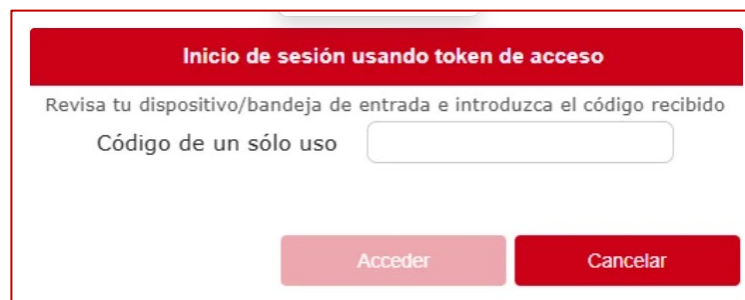 Inicio de sesión usando token de acceso
Revisa tu dispositivo/bandeja de entrada e introduzca el código recibido
Código de un sólo uso
Acceder
Cancelar